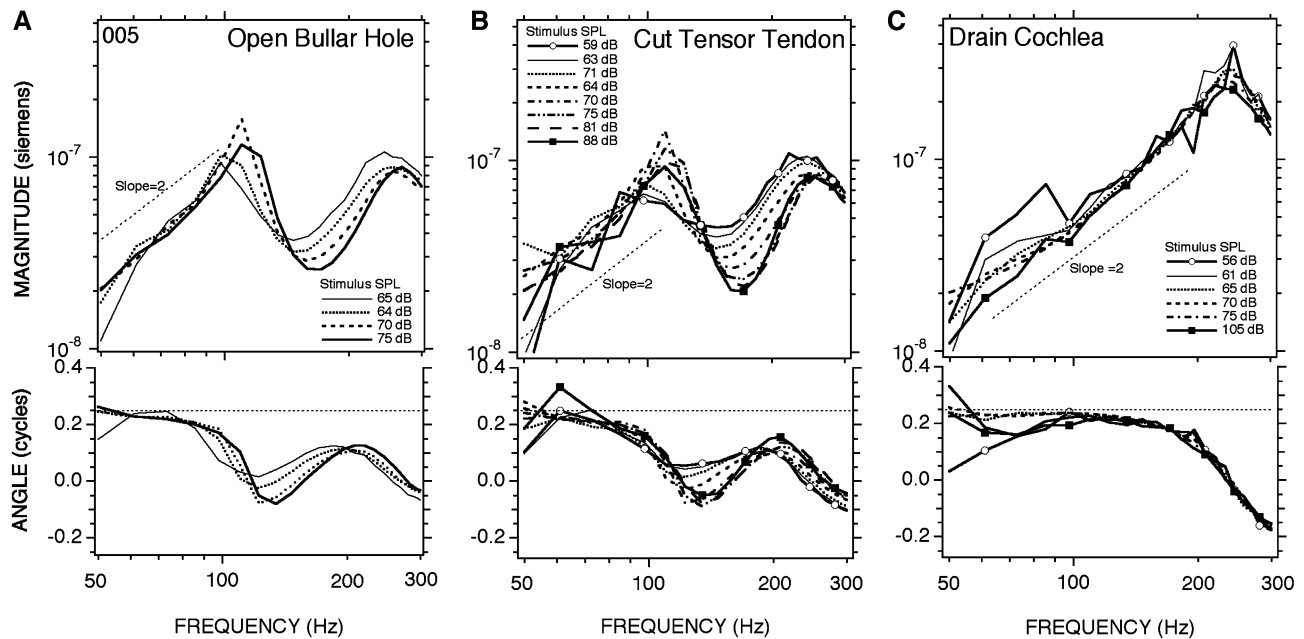 A
005
Open Bullar Hole
MAGNITUDE (siemens)
10-7
10-8
Slope=2
Stimulus SPL
65 dB
64 dB
70 dB
75 dB
ANGLE (cycles)
0.4
0.2
0.0
-0.2
50
100
200
300
FREQUENCY (Hz)
B
Cut Tensor Tendon
Stimulus SPL
59 dB
63 dB
71 dB
64 dB
70 dB
75 dB
81 dB
88 dB
10-7
10-8
Slope=2
0.4
0.2
0.0
-0.2
50
100
200
300
FREQUENCY (Hz)
C
Drain Cochlea
10-7
10-8
Slope =2
Stimulus SPL
56 dB
61 dB
65 dB
70 dB
75 dB
105 dB
0.4
0.2
0.0
-0.2
50
100
200
300
FREQUENCY (Hz)